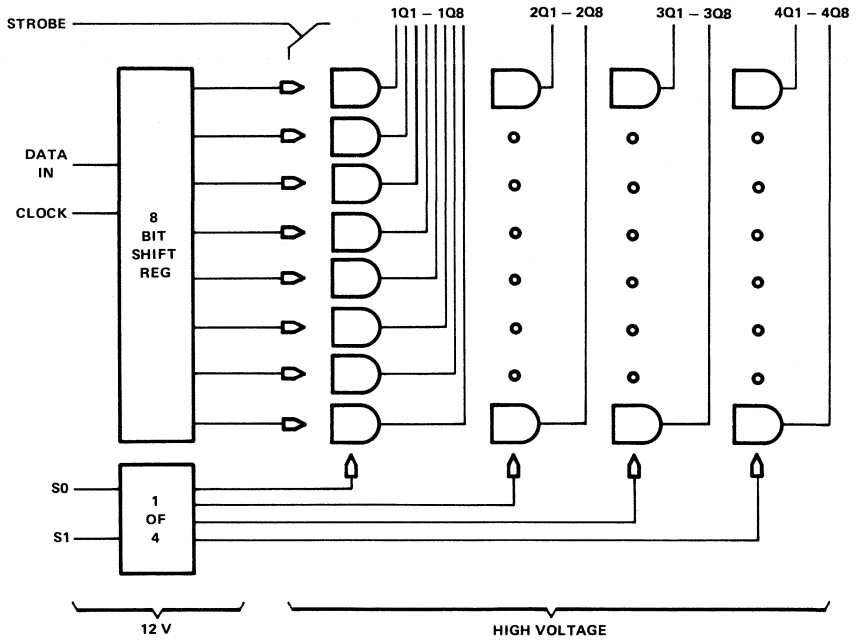 STROBE
1Q1 – 1Q8
2Q1 – 2Q8
3Q1 – 3Q8
4Q1 – 4Q8
DATA
IN
CLOCK
8
BIT
SHIFT
REG
S0
S1
1
OF
4
12 V
HIGH VOLTAGE